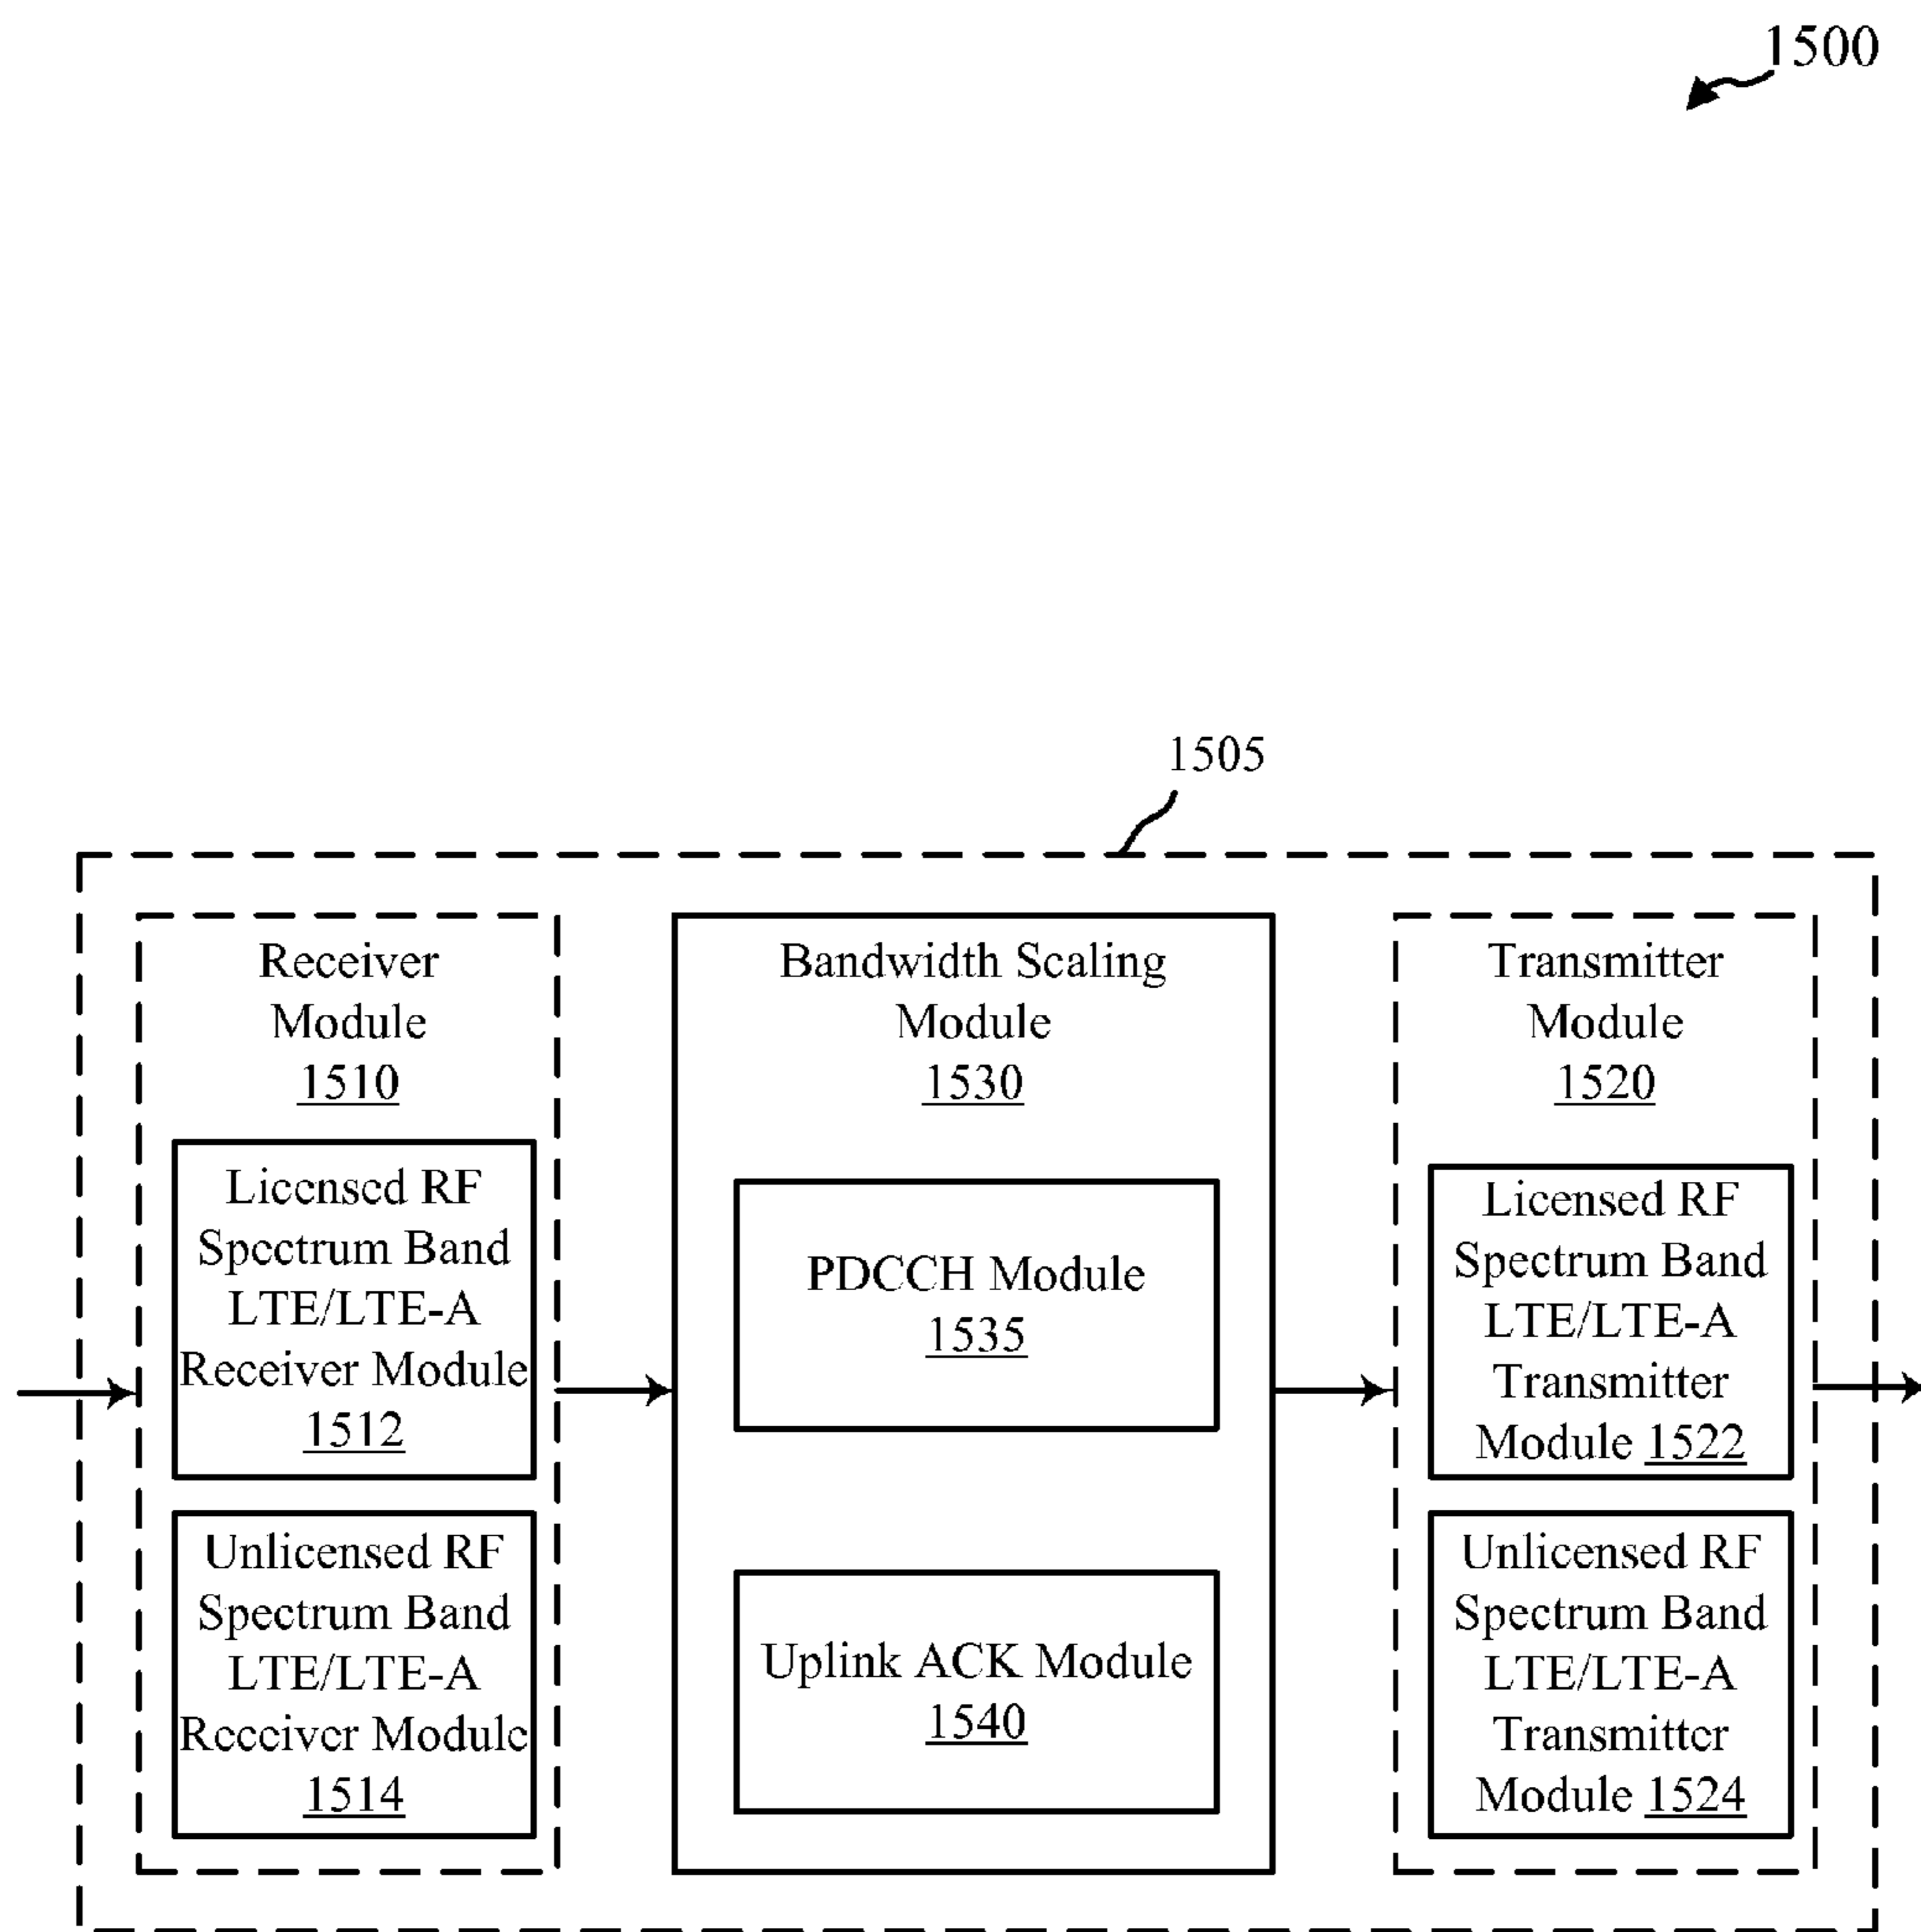 1500
1505
Receiver
Module
1510
Licensed RF
Spectrum Band
LTE/LTE-A
Receiver Module
1512
Unlicensed RF
Spectrum Band
LTE/LTE-A
Receiver Module
1514
Bandwidth Scaling
Module
1530
PDCCH Module
1535
Uplink ACK Module
1540
Transmitter
Module
1520
Licensed RF
Spectrum Band
LTE/LTE-A
Transmitter
Module 1522
Unlicensed RF
Spectrum Band
LTE/LTE-A
Transmitter
Module 1524